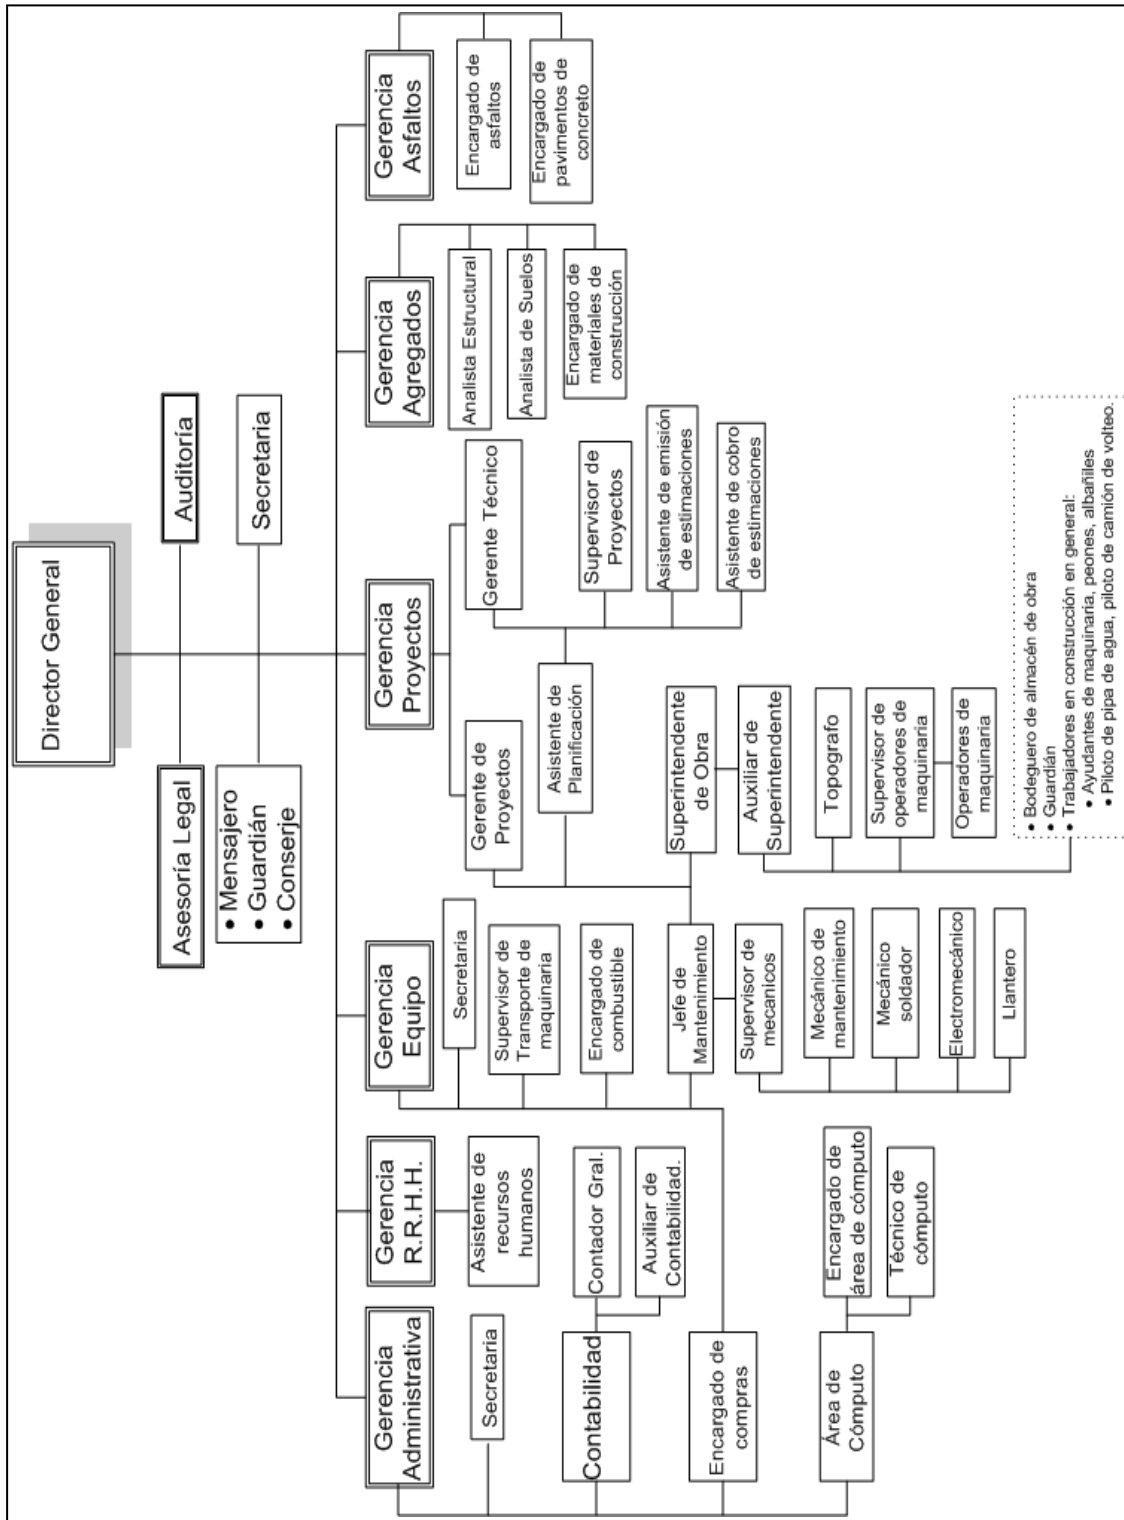 Director General
Asesoría Legal
Auditoría
• Mensajero
• Guardián
• Conserje
Secretaria
Gerencia
Administrativa
Secretaria
Contabilidad
Contador Gral.
Auxiliar de
Contabilidad.
Encargado de
compras
Área de
Cómputo
Encargado de
área de cómputo
Técnico de
cómputo
Gerencia
R.R.H.H.
Asistente de
recursos
humanos
Gerencia
Equipo
Secretaria
Supervisor de
Transporte de
maquinaria
Encargado de
combustible
Jefe de
Mantenimiento
Supervisor de
mecanicos
Mecánico de
mantenimiento
Mecánico
soldador
Electromecánico
Llantero
Gerencia
Proyectos
Gerente de
Proyectos
Gerente Técnico
Asistente de
Planificación
Supervisor de
Proyectos
Asistente de emisión
de estimaciones
Asistente de cobro
de estimaciones
Superintendente
de Obra
Auxiliar de
Superintendente
Topografo
Supervisor de
operadores de
maquinaria
Operadores de
maquinaria
• Bodeguero de almacén de obra
• Guardián
• Trabajadores en construcción en general:
• Ayudantes de maquinaria, peones, albañiles
• Piloto de pipa de agua, piloto de camión de volteo.
Gerencia
Agregados
Analista Estructural
Analista de Suelos
Encargado de
materiales de
construcción
Gerencia
Asfaltos
Encargado de
asfaltos
Encargado de
pavimentos de
concreto